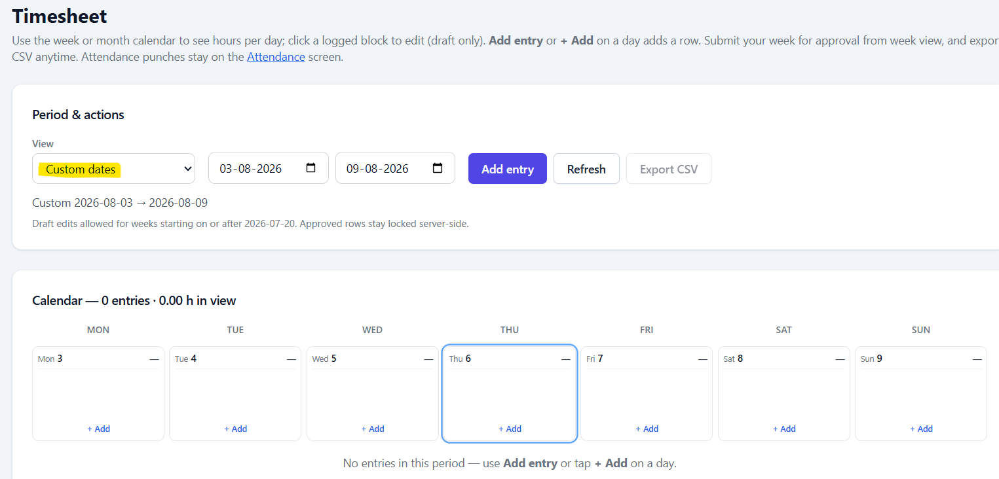 Timesheet
Use the week or month calendar to see hours per day; click a logged block to edit (draft only). Add entry or + Add on a day adds a row. Submit your week for approval from week view, and expor
CSV anytime. Attendance punches stay on the Attendance screen.
Period & actions
View
Custom dates 03-08-2026 09-08-2026 Add entry Refresh Export CSV
Custom 2026-08-03 → 2026-08-09
Draft edits allowed for weeks starting on or after 2026-07-20. Approved rows stay locked server-side.
Calendar — 0 entries · 0.00 h in view
MON TUE WED THU FRI SAT SUN
Mon 3 — Tue 4 — Wed 5 — Thu 6 — Fri 7 — Sat 8 — Sun 9 —
+ Add + Add + Add + Add + Add + Add + Add
No entries in this period — use Add entry or tap + Add on a day.